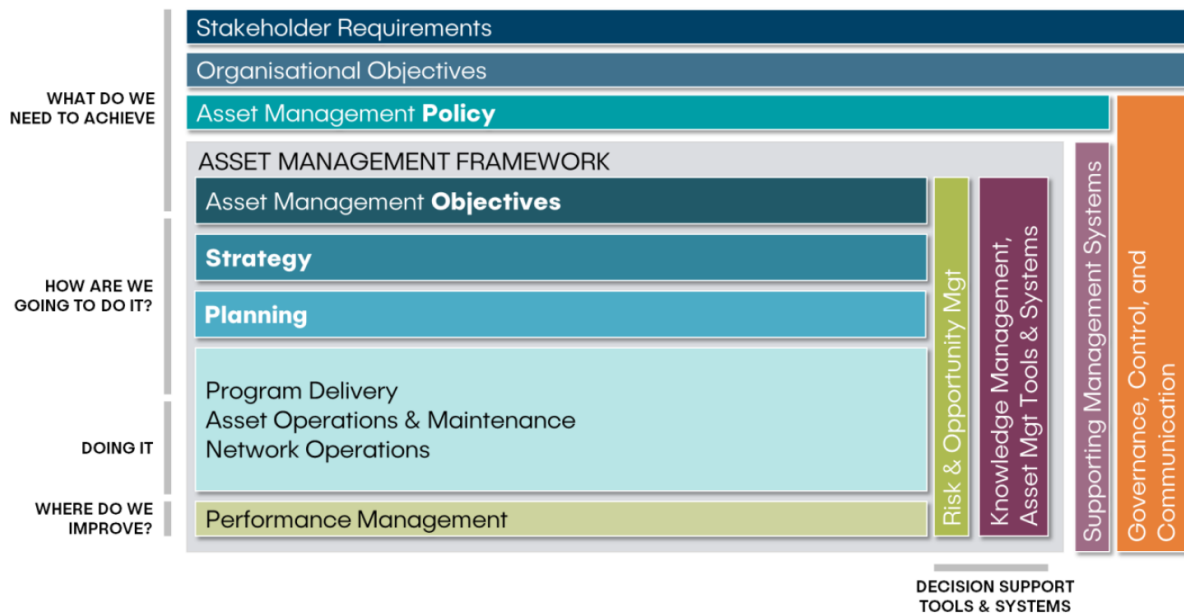 Stakeholder Requirements
Organisational Objectives
WHAT DO WE
NEED TO ACHIEVE
Asset Management Policy
ASSET MANAGEMENT FRAMEWORK
Asset Management Objectives
HOW ARE WE
GOING TO DO IT?
Strategy
Planning
Program Delivery
Asset Operations & Maintenance
Network Operations
DOING IT
WHERE DO WE
IMPROVE?
Performance Management
Risk & Opportunity Mgt
Knowledge Management,
Asset Mgt Tools & Systems
Supporting Management Systems
Governance, Control, and
Communication
DECISION SUPPORT
TOOLS & SYSTEMS